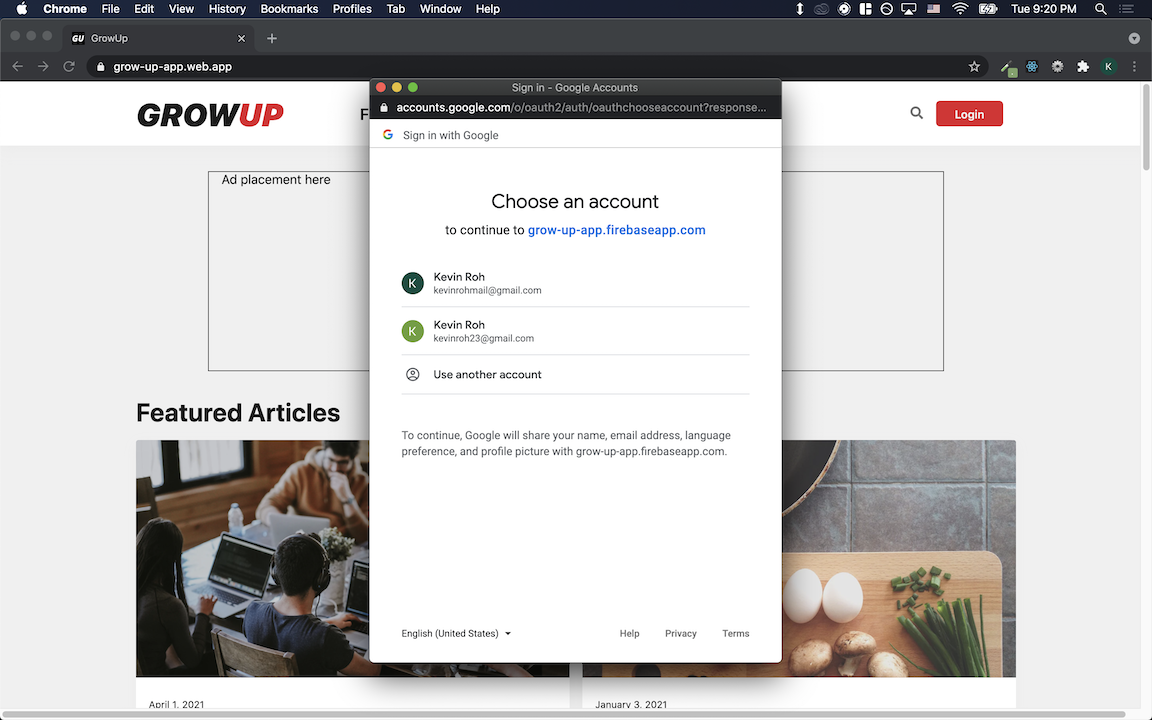 Chrome File Edit View History Bookmarks Profiles Tab Window Help Tue 9:20 PM
GU GrowUp
grow-up-app.web.app K
Sign in - Google Accounts
accounts.google.com/o/oauth2/auth/oauthchooseaccount?response...
GROWUP F Login
G Sign in with Google
Ad placement here
Choose an account
to continue to grow-up-app.firebaseapp.com
K Kevin Roh
kevinrohmail@gmail.com
K Kevin Roh
kevinroh23@gmail.com
Use another account
Featured Articles
To continue, Google will share your name, email address, language
preference, and profile picture with grow-up-app.firebaseapp.com.
English (United States) Help Privacy Terms
April 1, 2021 January 3, 2021